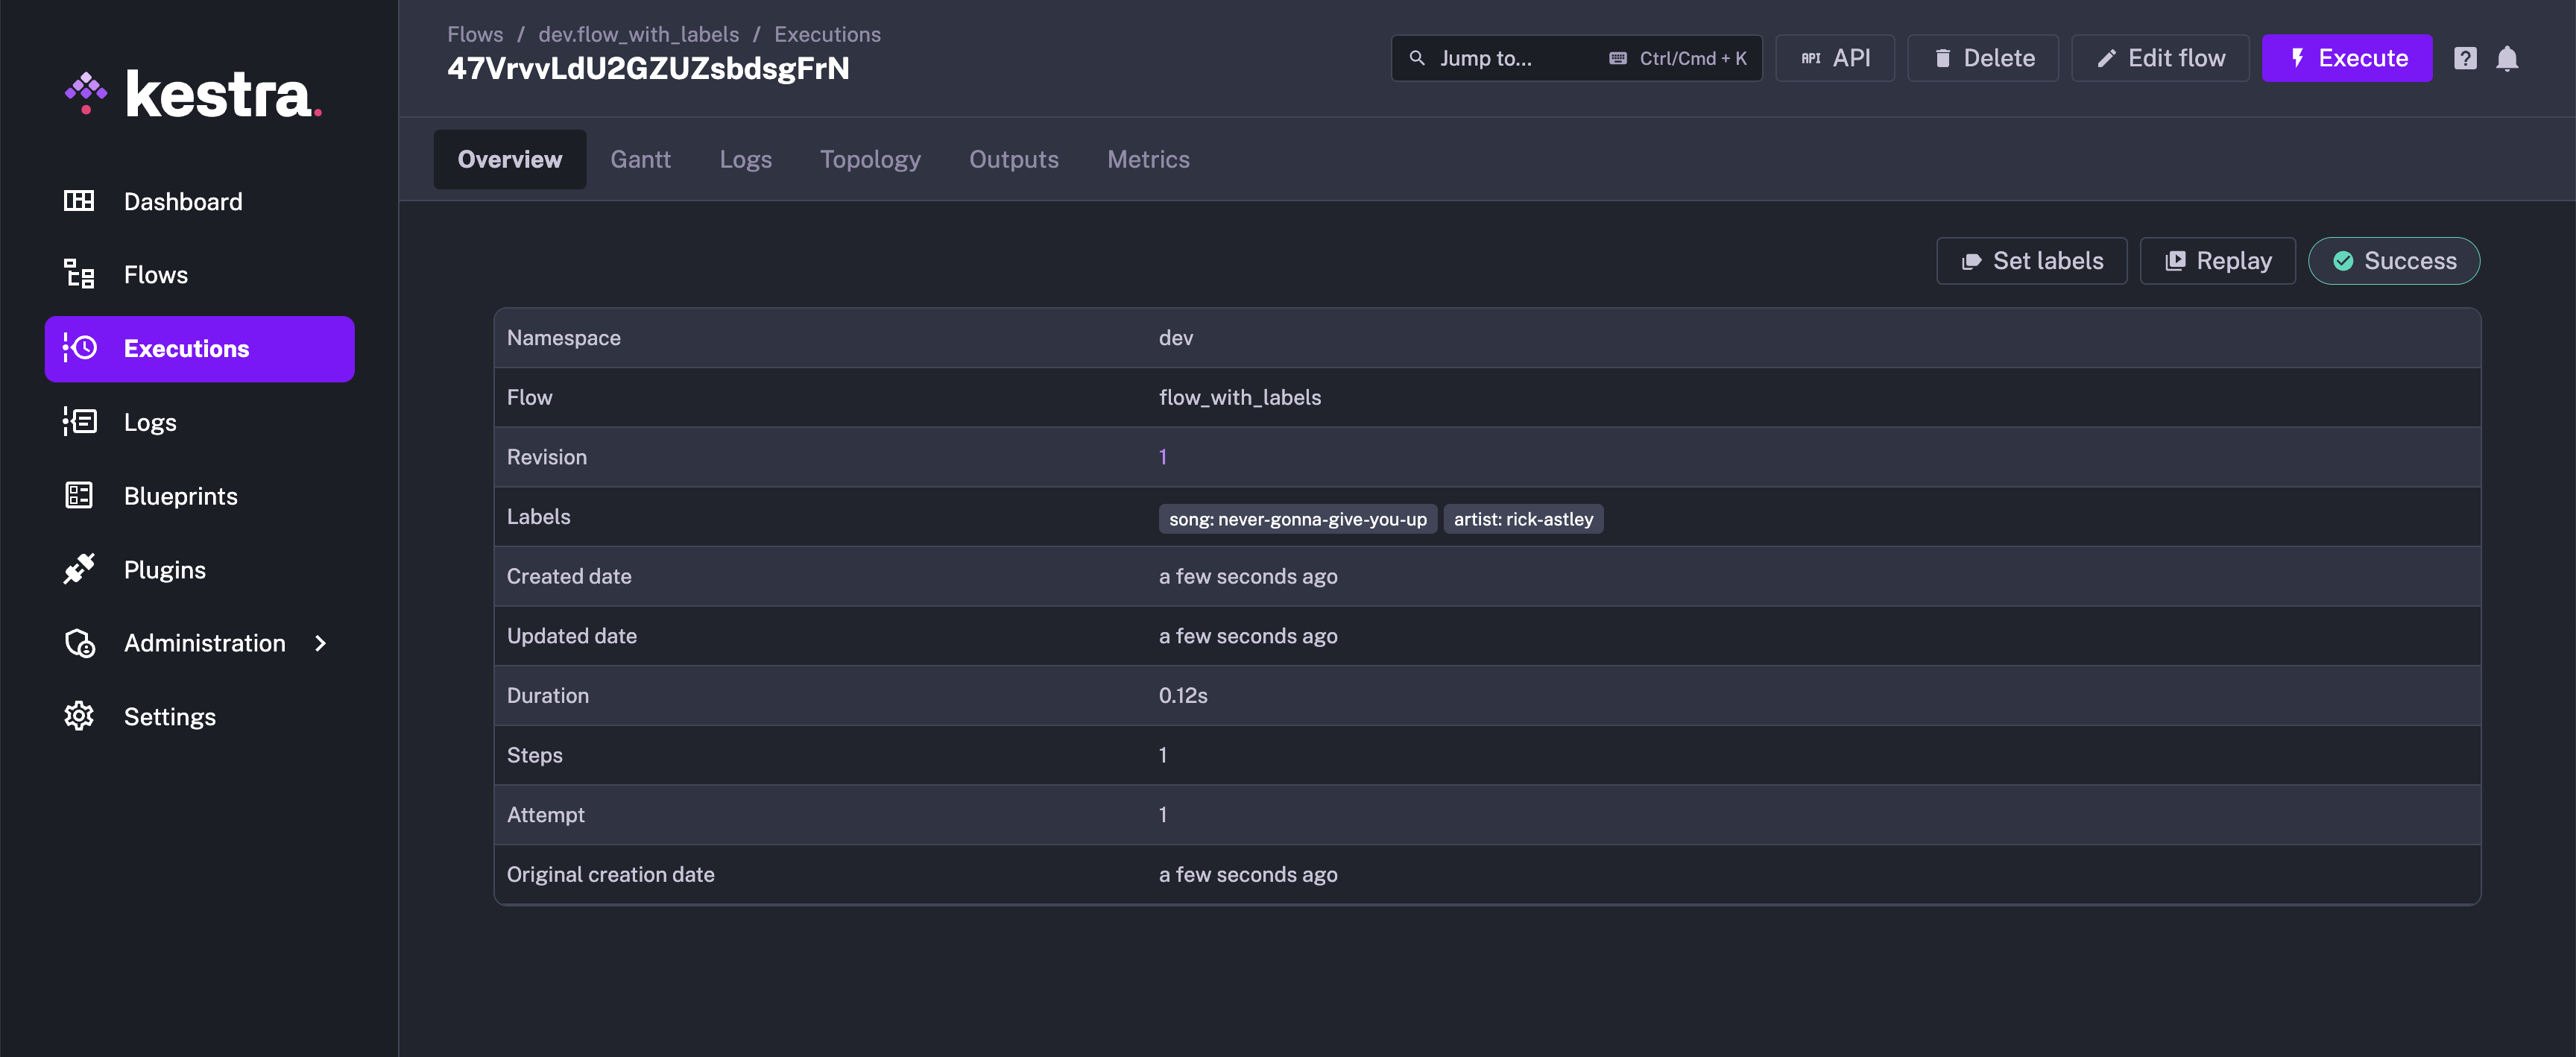 kestra.
Dashboard
Flows
Executions
Logs
Blueprints
Plugins
Administration
Settings
Flows / dev.flow_with_labels / Executions
47VrvvLdU2GZUZsbdsgFrN
Jump to... Ctrl/Cmd + K
API API
Delete
Edit flow
Execute
?
Overview Gantt Logs Topology Outputs Metrics
Set labels Replay Success
Namespace dev
Flow flow_with_labels
Revision 1
Labels song: never-gonna-give-you-up artist: rick-astley
Created date a few seconds ago
Updated date a few seconds ago
Duration 0.12s
Steps 1
Attempt 1
Original creation date a few seconds ago